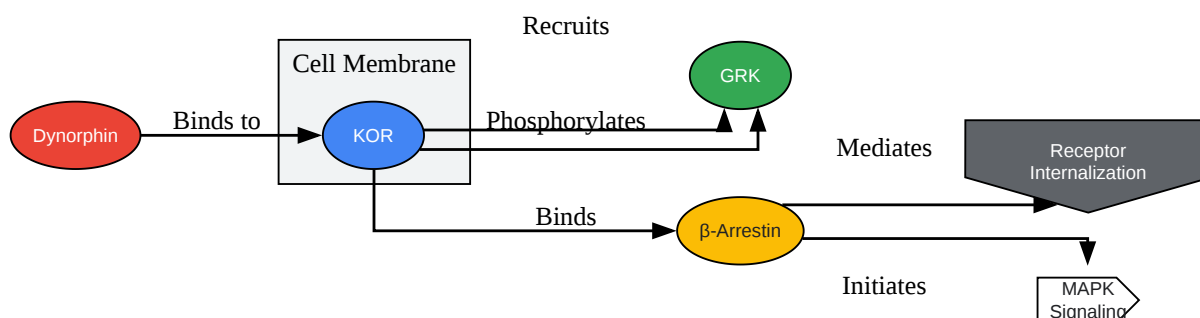 Recruits
Cell Membrane
GRK
Dynorphin
Binds to
KOR
Phosphorylates
Mediates
Receptor
Internalization
Binds
β-Arrestin
Initiates
MAPK
Signaling